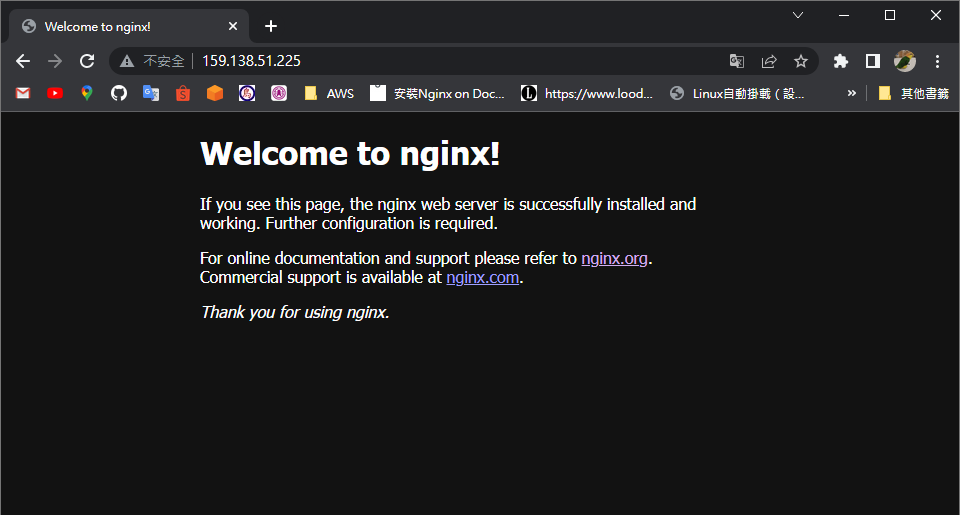 Welcome to nginx!
不安全 159.138.51.225
AWS 安裝Nginx on Doc... https://www.lood... Linux自動掛載（設... » 其他書籤
Welcome to nginx!
If you see this page, the nginx web server is successfully installed and
working. Further configuration is required.
For online documentation and support please refer to nginx.org.
Commercial support is available at nginx.com.
Thank you for using nginx.